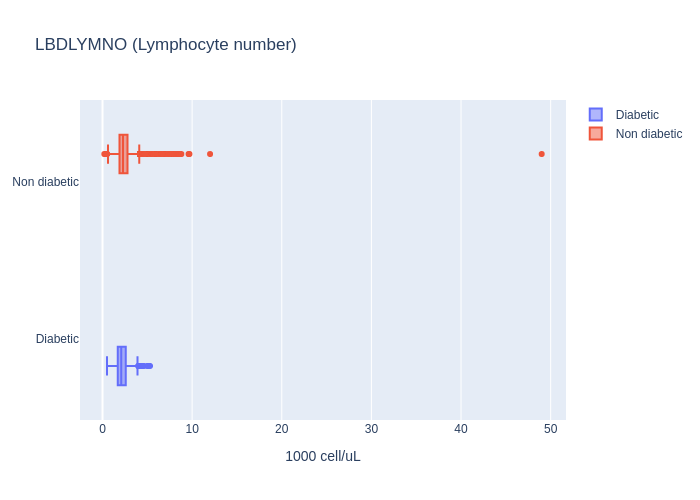 LBDLYMNO (Lymphocyte number)
Diabetic
Non diabetic
Non diabetic
Diabetic
0 10 20 30 40 50
1000 cell/uL